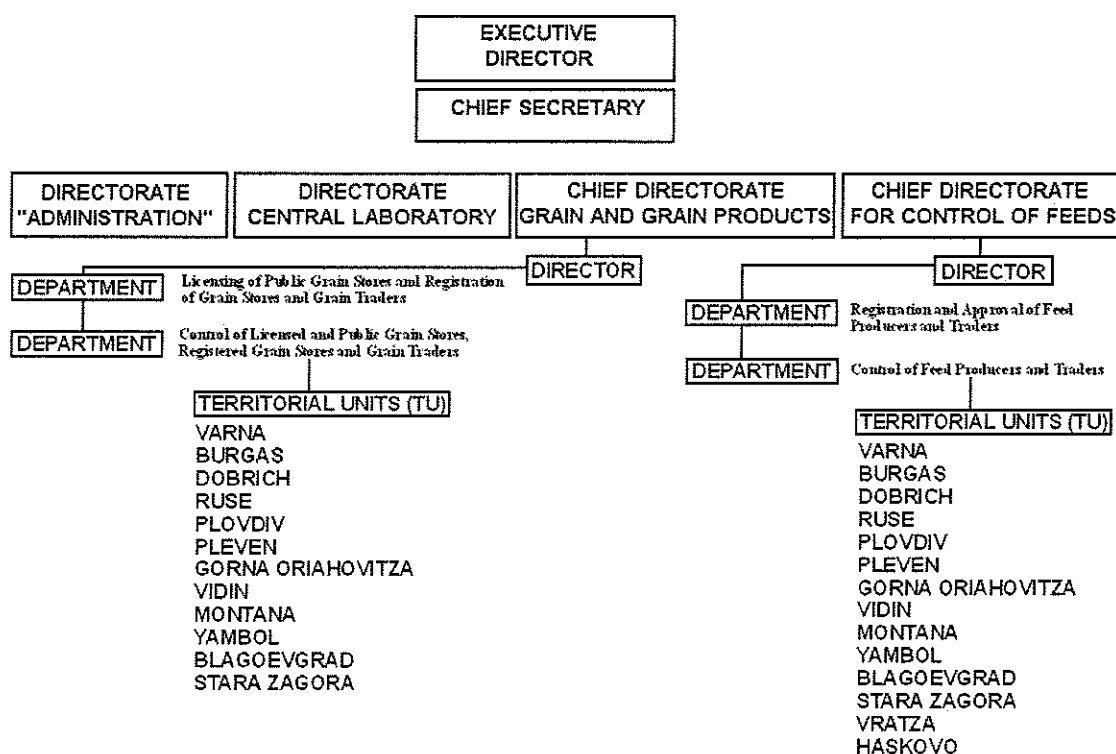 EXECUTIVE
DIRECTOR
CHIEF SECRETARY
DIRECTORATE
"ADMINISTRATION"
DIRECTORATE
CENTRAL LABORATORY
CHIEF DIRECTORATE
GRAIN AND GRAIN PRODUCTS
CHIEF DIRECTORATE
FOR CONTROL OF FEEDS
DIRECTOR
DEPARTMENT
Licensing of Public Grain Stores and Registration
of Grain Stores and Grain Traders
DEPARTMENT
Control of Licensed and Public Grain Stores,
Registered Grain Stores and Grain Traders
TERRITORIAL UNITS (TU)
VARNA
BURGAS
DOBRICH
RUSE
PLOVDIV
PLEVEN
GORNA ORIAHOVITZA
VIDIN
MONTANA
YAMBOL
BLAGOEVGRAD
STARA ZAGORA
DIRECTOR
DEPARTMENT
Registration and Approval of Feed
Producers and Traders
DEPARTMENT
Control of Feed Producers and Traders
TERRITORIAL UNITS (TU)
VARNA
BURGAS
DOBRICH
RUSE
PLOVDIV
PLEVEN
GORNA ORIAHOVITZA
VIDIN
MONTANA
YAMBOL
BLAGOEVGRAD
STARA ZAGORA
VRATZA
HASKOVO